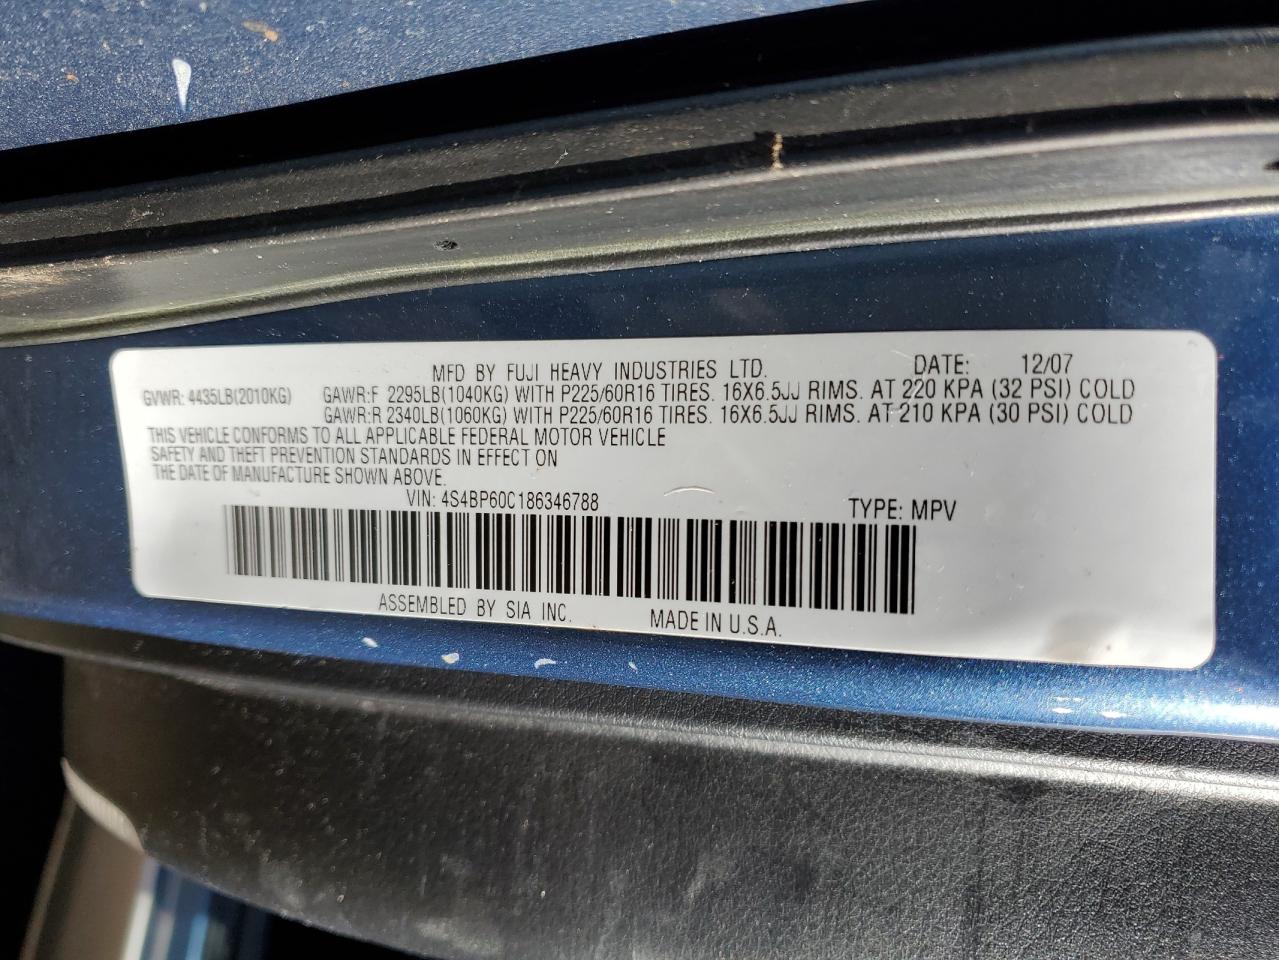 MFD BY FUJI HEAVY INDUSTRIES LTD. DATE: 12/07
GVWR: 4435LB(2010KG) GAWR:F 2295LB(1040KG) WITH P225/60R16 TIRES. 16X6.5JJ RIMS. AT 220 KPA (32 PSI) COLD
GAWR:R 2340LB(1060KG) WITH P225/60R16 TIRES. 16X6.5JJ RIMS. AT 210 KPA (30 PSI) COLD
THIS VEHICLE CONFORMS TO ALL APPLICABLE FEDERAL MOTOR VEHICLE
SAFETY AND THEFT PREVENTION STANDARDS IN EFFECT ON
THE DATE OF MANUFACTURE SHOWN ABOVE.
VIN: 4S4BP60C186346788 TYPE: MPV
ASSEMBLED BY SIA INC. MADE IN U.S.A.